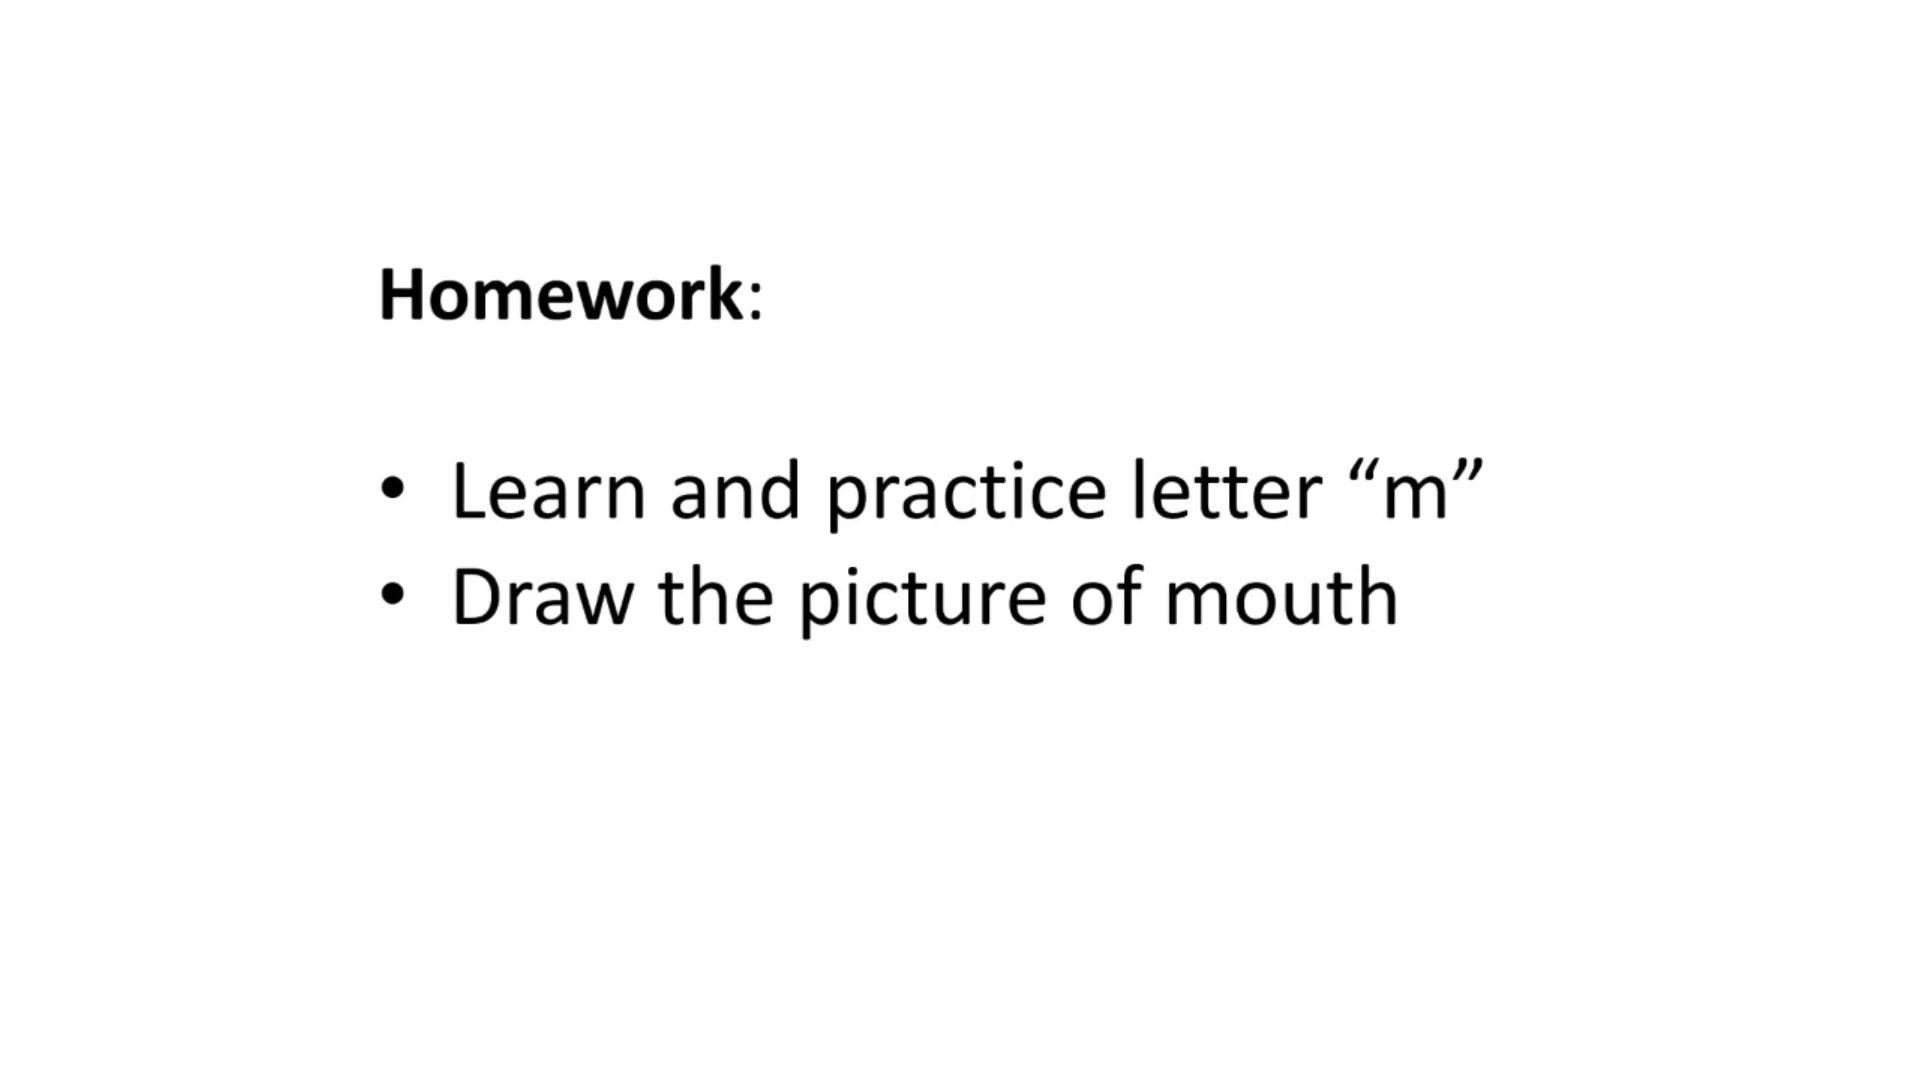 Homework:
• Learn and practice letter “m”
• Draw the picture of mouth